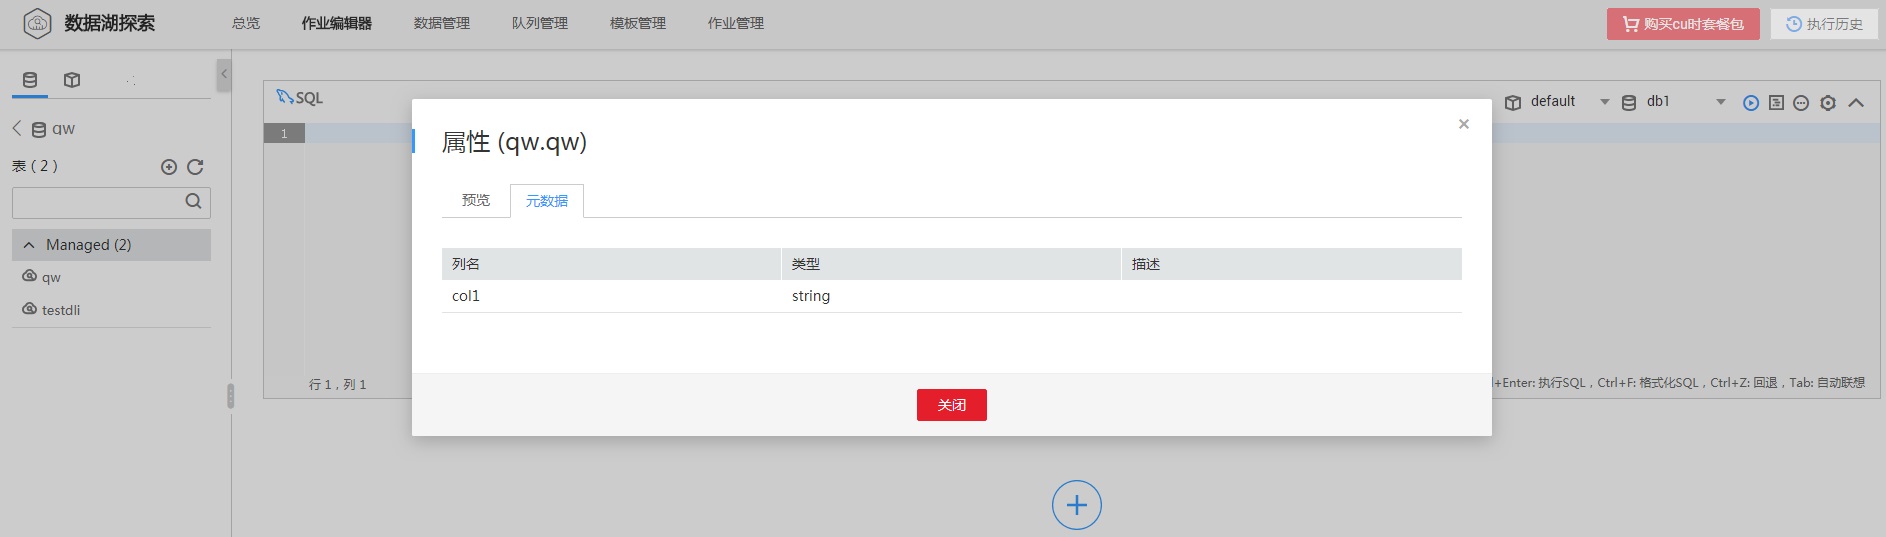 数据湖探索 总览 作业编辑器 数据管理 队列管理 模板管理 作业管理 购买cu时套餐包 执行历史
qw
表 ( 2 )
Managed (2)
qw
testdli
SQL
default db1
1
行 1 , 列 1
+Enter: 执行SQL , Ctrl+F: 格式化SQL , Ctrl+Z: 回退 , Tab: 自动联想
属性 (qw.qw)
×
预览 元数据
列名 类型 描述
col1 string
关闭